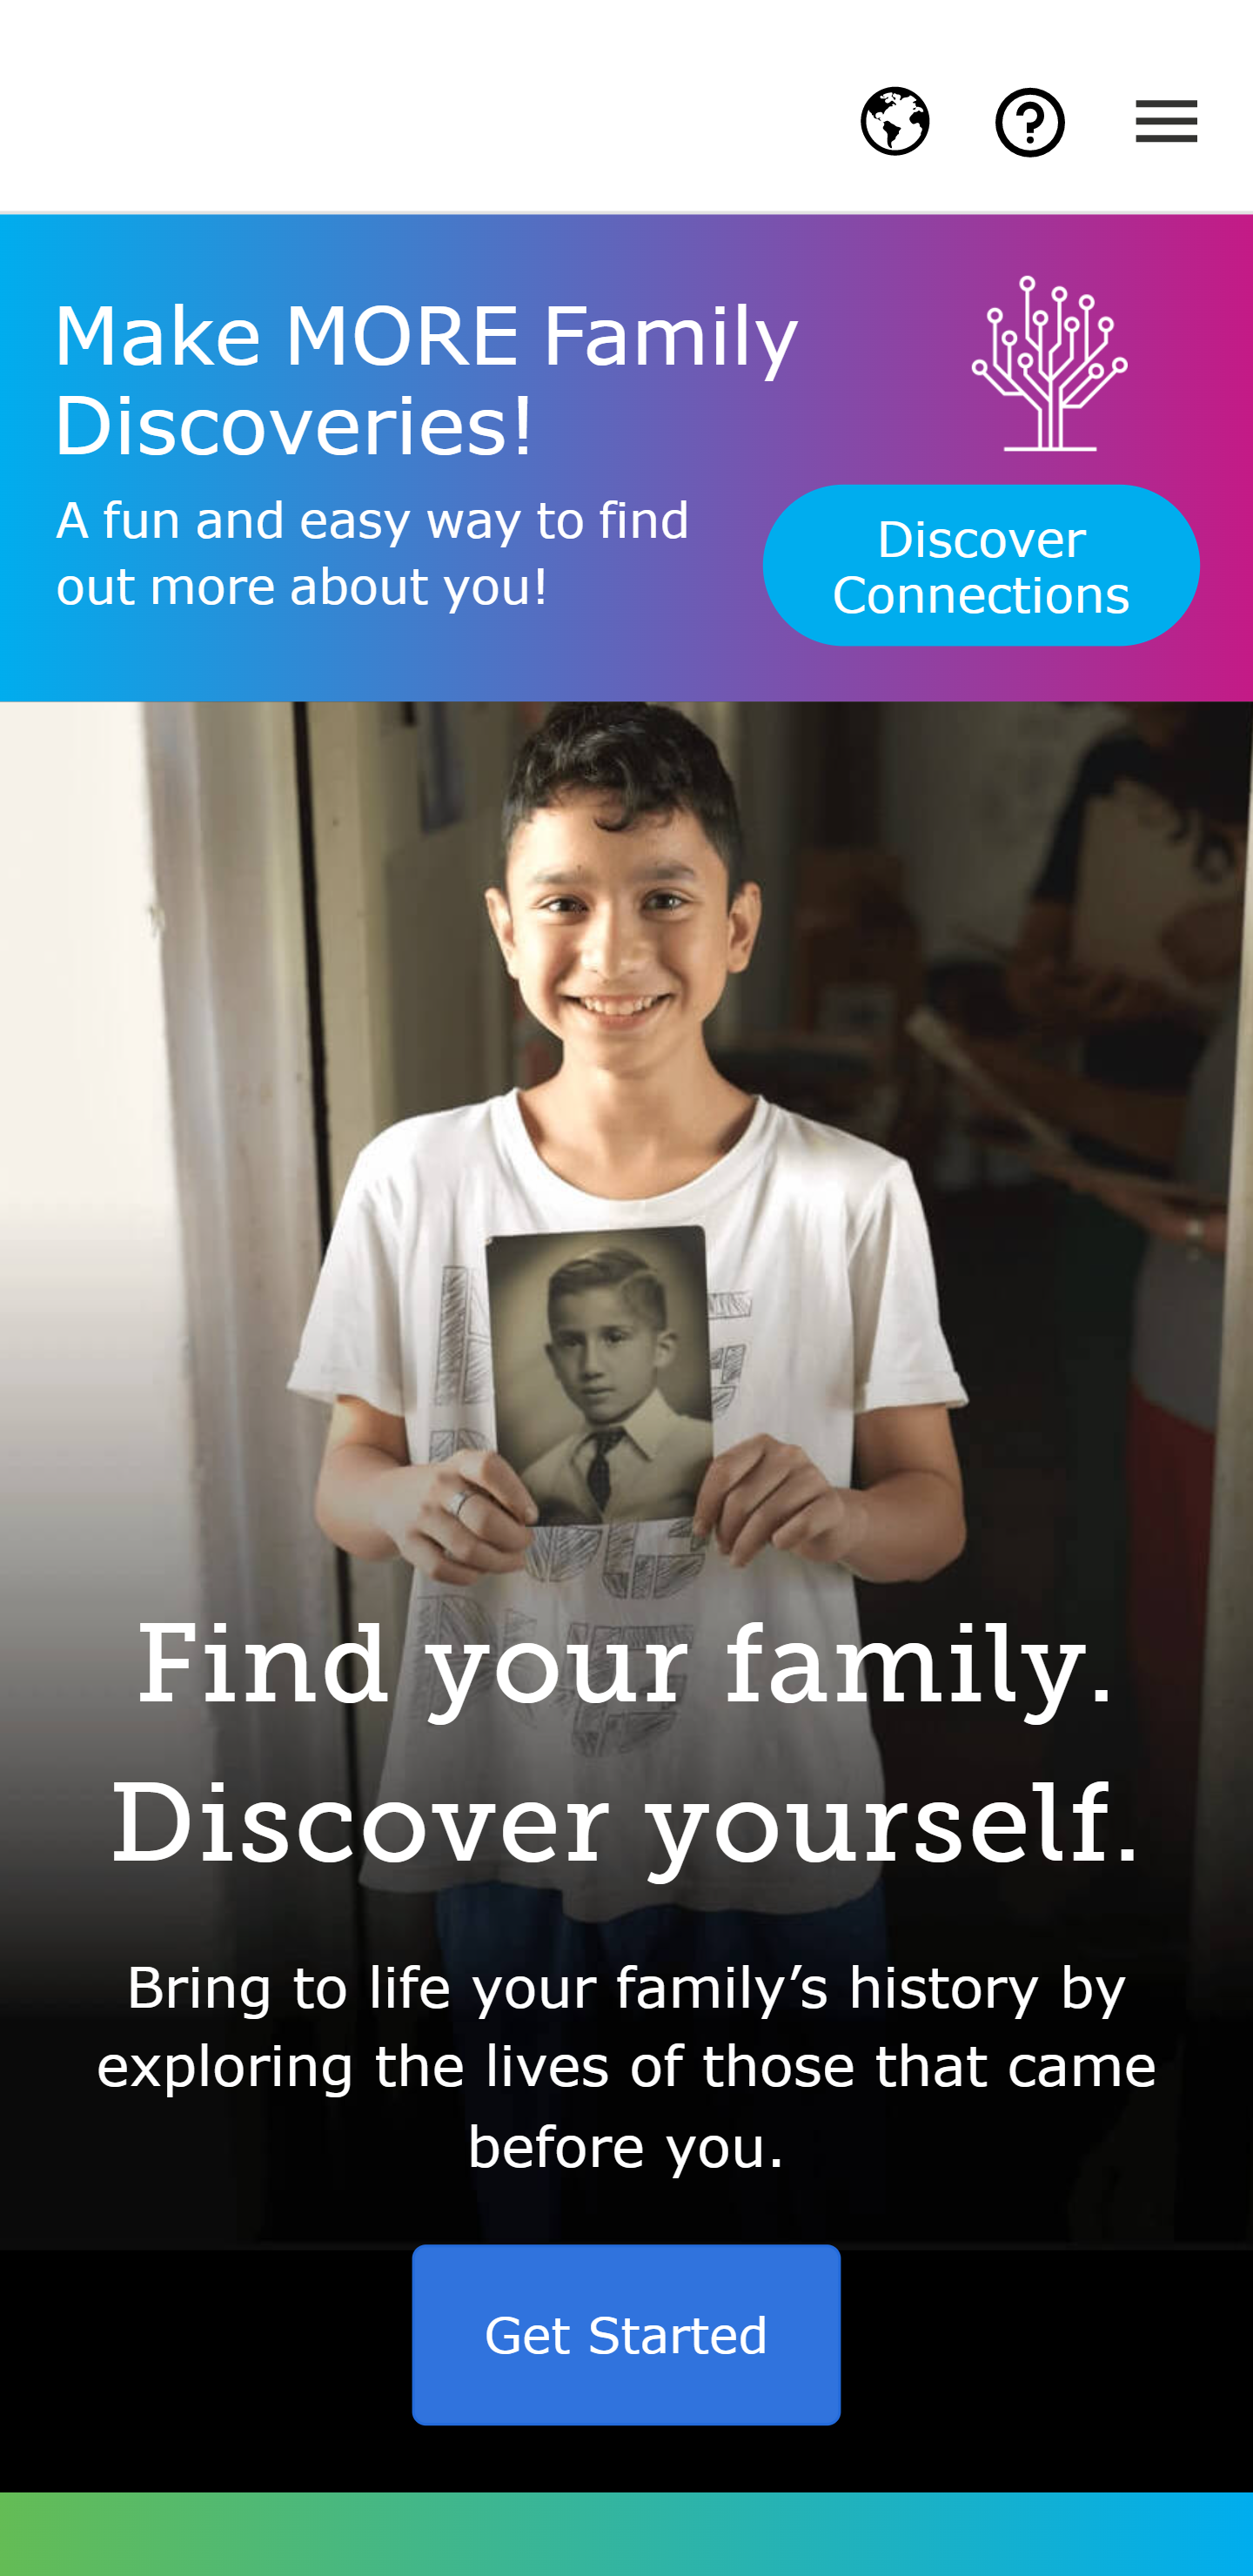 Make MORE Family
Discoveries!
A fun and easy way to find
out more about you!
Discover
Connections
Find your family.
Discover yourself.
Bring to life your family’s history by
exploring the lives of those that came
before you.
Get Started